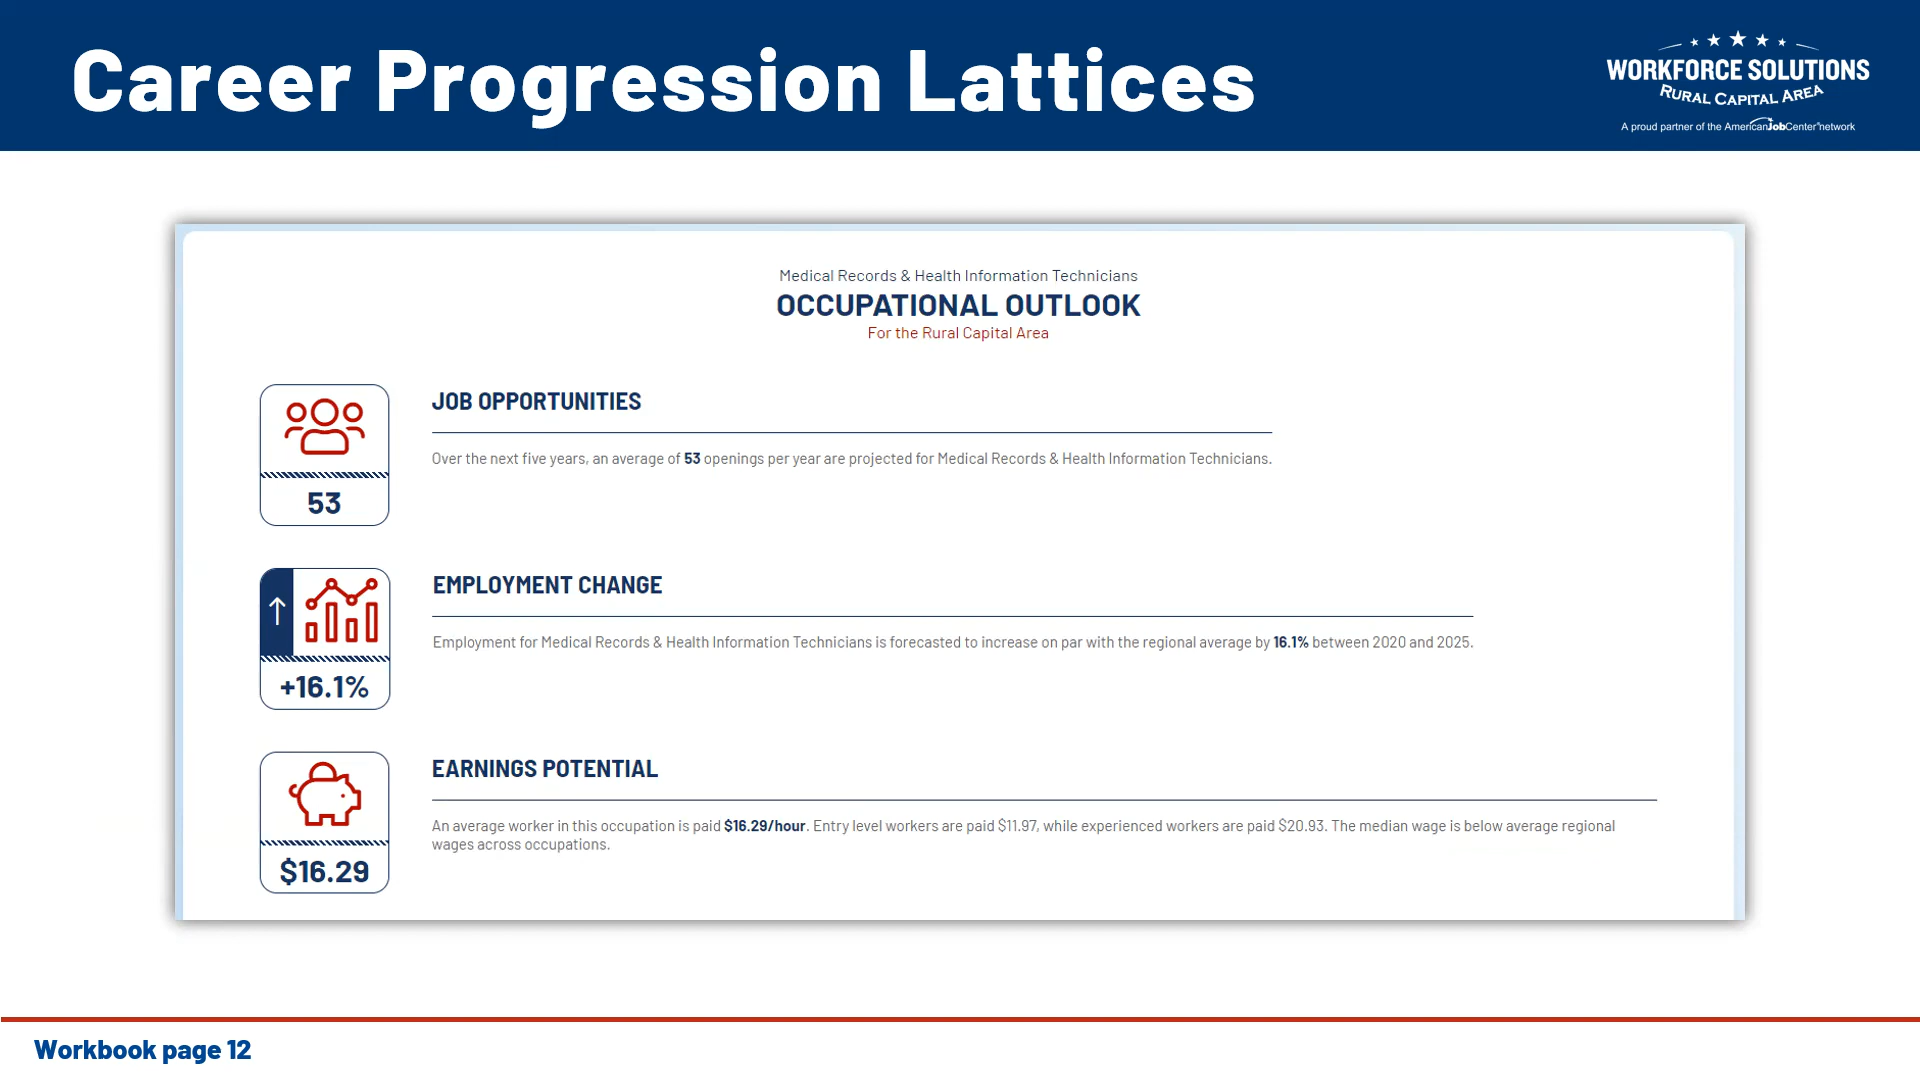 Career Progression Lattices
WORKFORCE SOLUTIONS
RURAL CAPITAL AREA
A proud partner of the AmericanJobCenter®network
Medical Records & Health Information Technicians
OCCUPATIONAL OUTLOOK
For the Rural Capital Area
JOB OPPORTUNITIES
Over the next five years, an average of 53 openings per year are projected for Medical Records & Health Information Technicians.
53
EMPLOYMENT CHANGE
Employment for Medical Records & Health Information Technicians is forecasted to increase on par with the regional average by 16.1% between 2020 and 2025.
+16.1%
EARNINGS POTENTIAL
An average worker in this occupation is paid $16.29/hour. Entry level workers are paid $11.97, while experienced workers are paid $20.93. The median wage is below average regional
wages across occupations.
$16.29
Workbook page 12